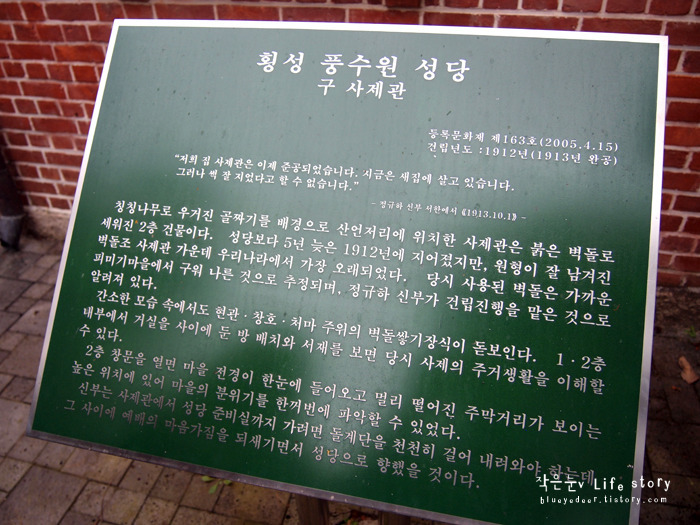 횡성 풍수원 성당
구 사제관
등록문화재 제163호(2005.4.15)
건립년도 :1912년(1913년 완공)
“저희 집 사제관은 이제 준공되었습니다. 지금은 새집에 살고 있습니다.
그러나 썩 잘 지었다고 할 수 없습니다.”
- 정규하 신부 서한에서 《1913.10.1》 -
칭칭나무로 우거진 골짜기를 배경으로 산언저리에 위치한 사제관은 붉은 벽돌로
세워진 2층 건물이다. 성당보다 5년 늦은 1912년에 지어졌지만, 원형이 잘 남겨진
벽돌조 사제관 가운데 우리나라에서 가장 오래되었다. 당시 사용된 벽돌은 가까운
피미기마을에서 구워 나른 것으로 추정되며, 정규하 신부가 건립진행을 맡은 것으로
알려져 있다.
간소한 모습 속에서도 현관·창호·처마 주위의 벽돌쌓기장식이 돋보인다. 1·2층
내부에서 거실을 사이에 둔 방 배치와 서재를 보면 당시 사제의 주거생활을 이해할
수 있다.
2층 창문을 열면 마을 전경이 한눈에 들어오고 멀리 떨어진 주막거리가 보이는
높은 위치에 있어 마을의 분위기를 한꺼번에 파악할 수 있었다.
신부는 사제관에서 성당 준비실까지 가려면 돌계단을 천천히 걸어 내려와야 하는데
그 사이에 예배의 마음가짐을 되새기면서 성당으로 향했을 것이다.
작은눈v Life story
blueyedeer.tistory.com